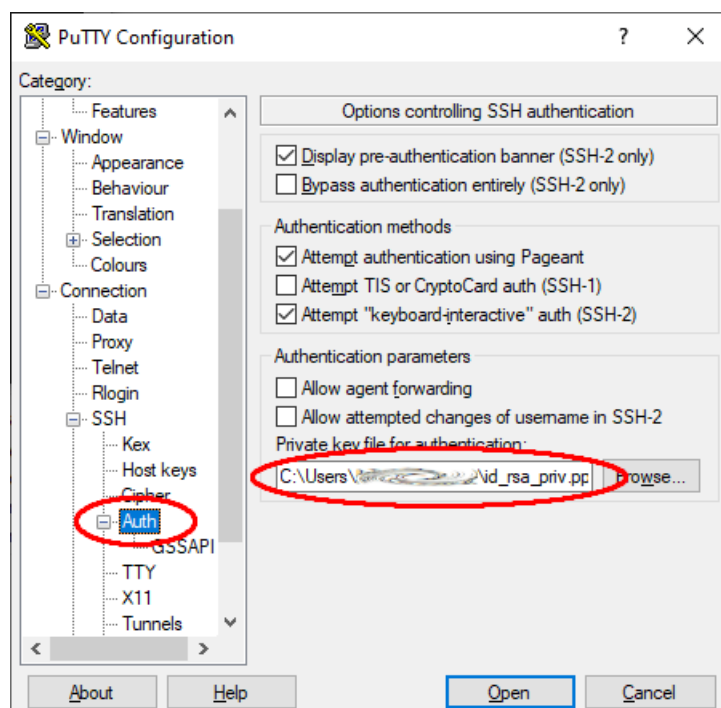 PuTTY Configuration
?
Category:
Features
Window
Appearance
Behaviour
Translation
Selection
Colours
Connection
Data
Proxy
Telnet
Rlogin
SSH
Kex
Host keys
Cipher
Auth
GSSAPI
TTY
X11
Tunnels
Options controlling SSH authentication
Display pre-authentication banner (SSH-2 only)
Bypass authentication entirely (SSH-2 only)
Authentication methods
Attempt authentication using Pageant
Attempt TIS or CryptoCard auth (SSH-1)
Attempt "keyboard-interactive" auth (SSH-2)
Authentication parameters
Allow agent forwarding
Allow attempted changes of username in SSH-2
Private key file for authentication:
C:\Users\ \id_rsa_priv.pp
Browse...
About
Help
Open
Cancel